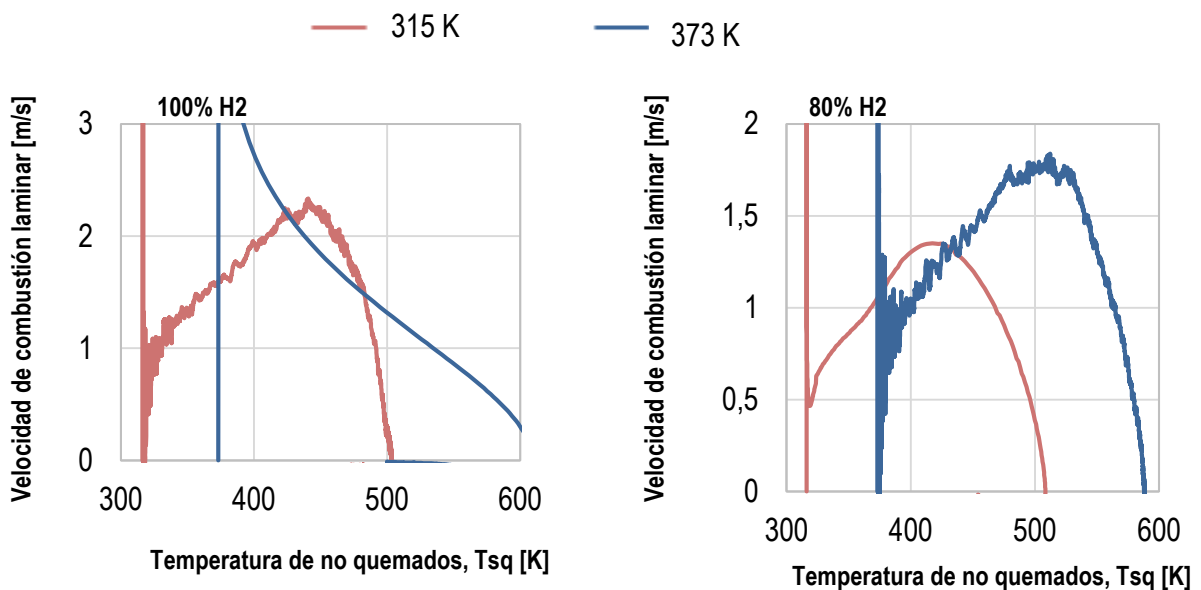 315 K
373 K
100% H2
Velocidad de combustión laminar [m/s]
3
2
1
0
300
400
500
600
Temperatura de no quemados, Tsq [K]
80% H2
Velocidad de combustión laminar [m/s]
2
1,5
1
0,5
0
300
400
500
600
Temperatura de no quemados, Tsq [K]